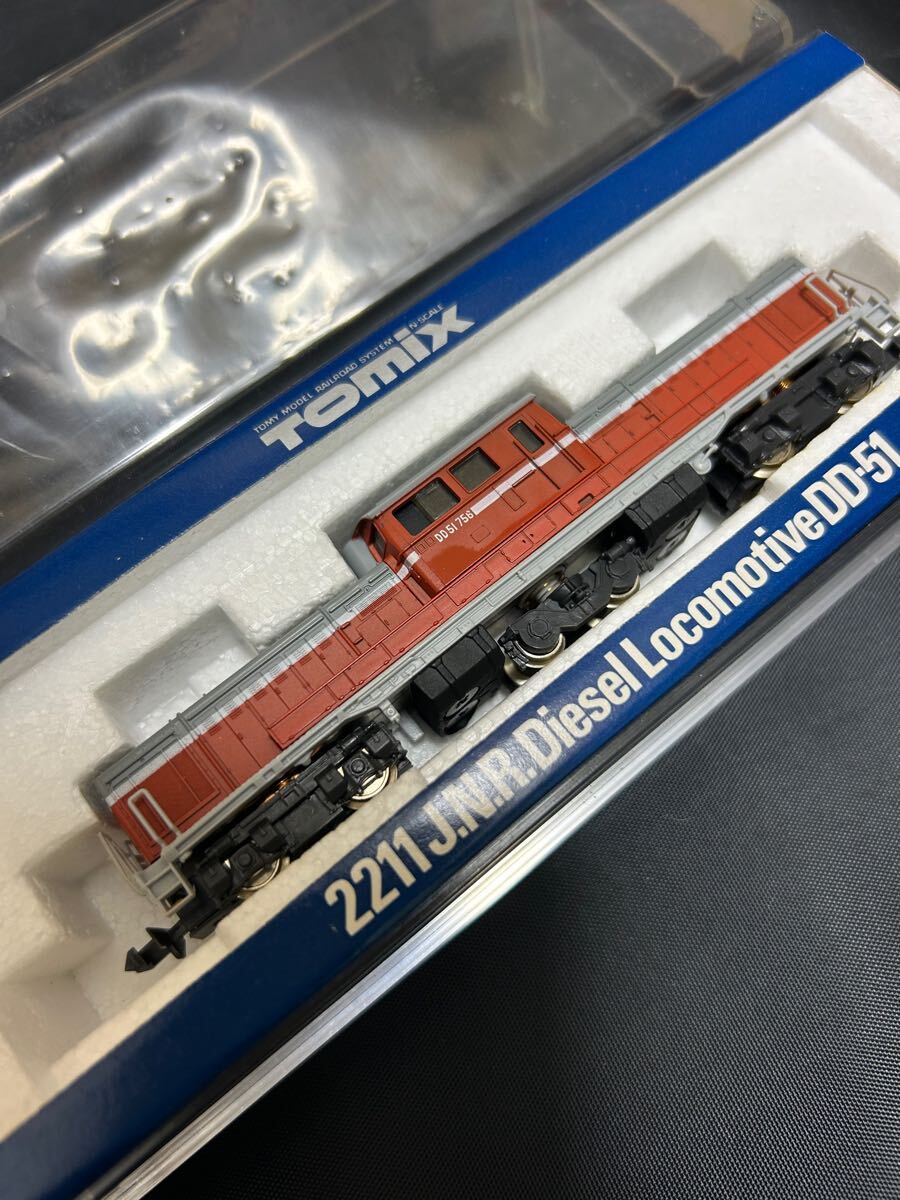 TOMY MODEL RAILROAD SYSTEM N-SCALE
TOMIX
DD51 756
2211 J.N.R. Diesel Locomotive DD-51